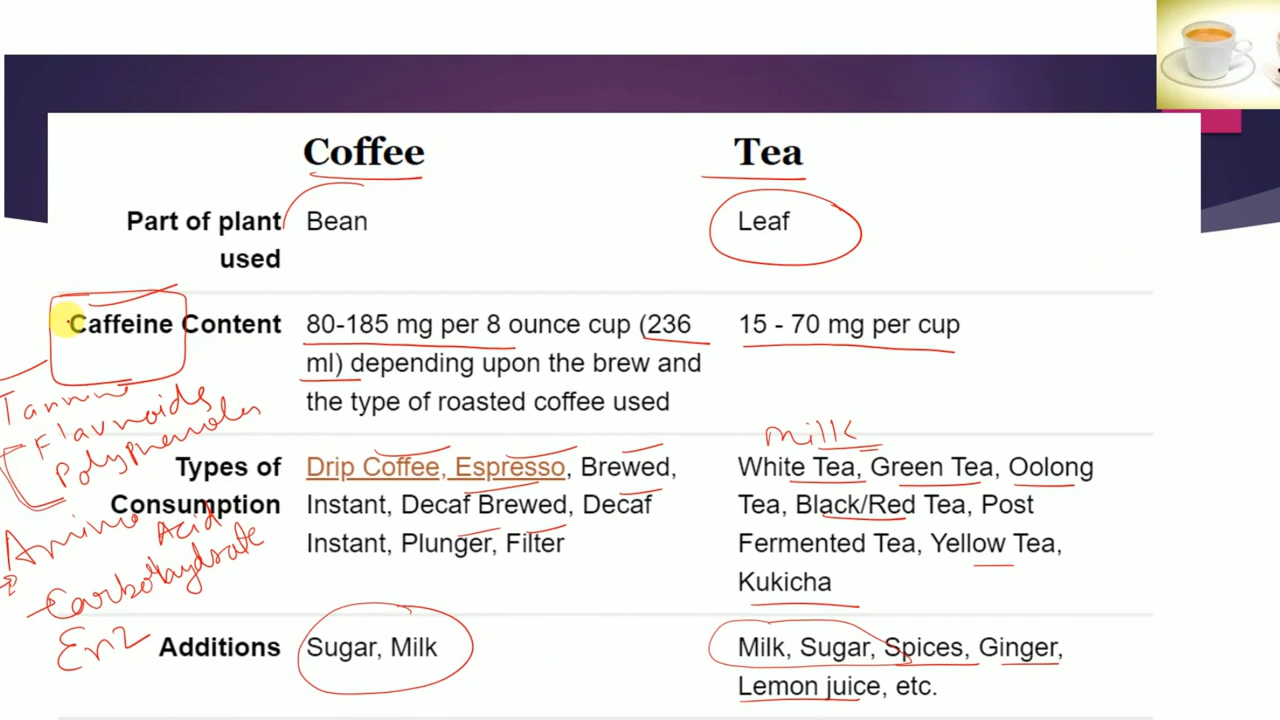 Coffee Tea
Part of plant used Bean Leaf
Caffeine Content 80-185 mg per 8 ounce cup (236 15 - 70 mg per cup
ml) depending upon the brew and
the type of roasted coffee used
Flavnoids
Polyphenoles
milk
Types of Consumption Drip Coffee, Espresso, Brewed, White Tea, Green Tea, Oolong
Instant, Decaf Brewed, Decaf Tea, Black/Red Tea, Post
Instant, Plunger, Filter Fermented Tea, Yellow Tea,
Kukicha
Amino Acid
Carbohaydrate
Additions Sugar, Milk Milk, Sugar, Spices, Ginger,
Lemon juice, etc.